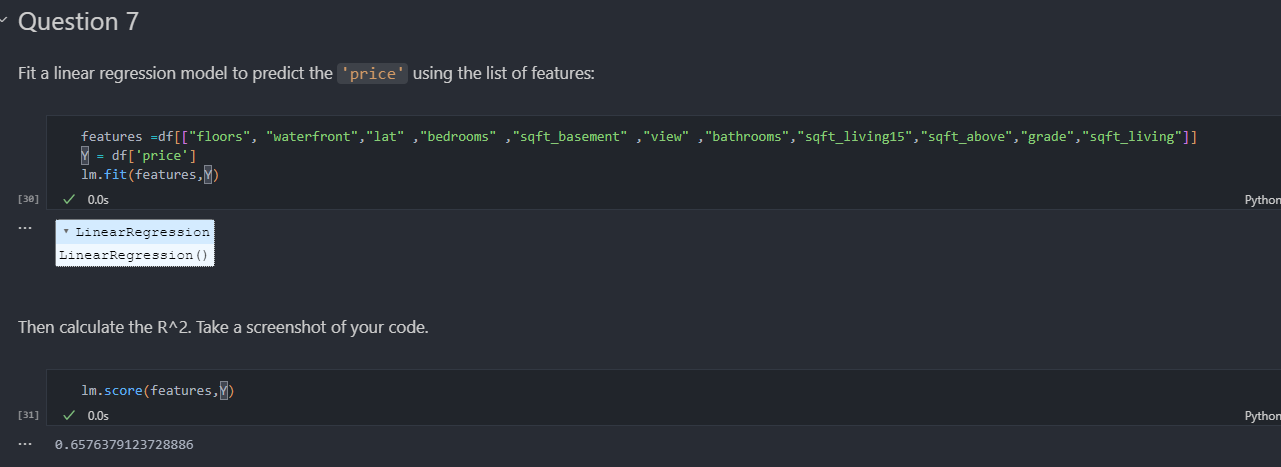 Question 7
Fit a linear regression model to predict the 'price' using the list of features:
features =df[["floors", "waterfront","lat" ,"bedrooms" ,"sqft_basement" ,"view" ,"bathrooms","sqft_living15","sqft_above","grade","sqft_living"]]
Y = df['price']
lm.fit(features,Y)
[30] ✓ 0.0s Python
... ▾ LinearRegression
LinearRegression()
Then calculate the R^2. Take a screenshot of your code.
lm.score(features,Y)
[31] ✓ 0.0s Python
... 0.6576379123728886